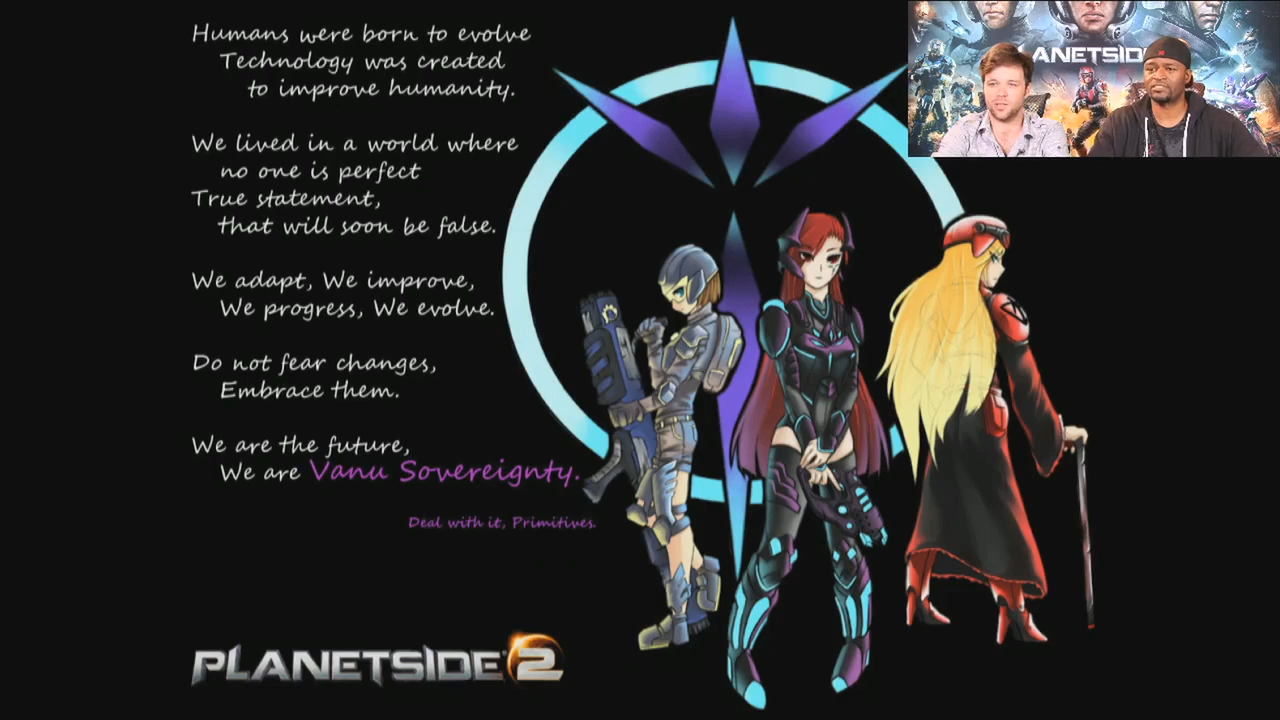 Humans were born to evolve
Technology was created
to improve humanity.
We lived in a world where
no one is perfect
True statement,
that will soon be false.
We adapt, We improve,
We progress, We evolve.
Do not fear changes,
Embrace them.
We are the future,
We are Vanu Sovereignty.
Deal with it, Primitives.
PLANETSIDE 2
LANETSID